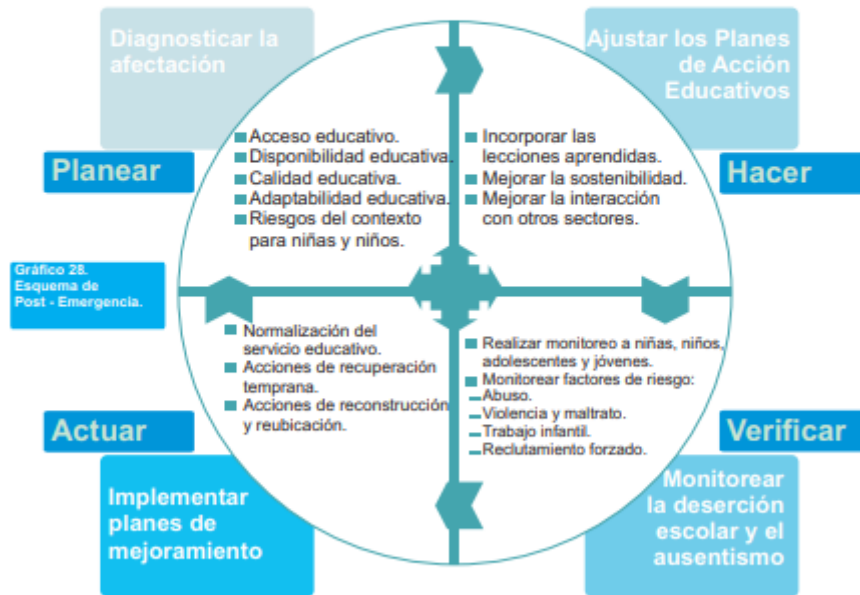 Diagnosticar la
afectación
Planear
Acceso educativo.
Disponibilidad educativa.
Calidad educativa.
Adaptabilidad educativa.
Riesgos del contexto
para niñas y niños.
Ajustar los Planes
de Acción
Educativos
Hacer
Incorporar las
lecciones aprendidas.
Mejorar la sostenibilidad.
Mejorar la interacción
con otros sectores.
Gráfico 28.
Esquema de
Post - Emergencia.
Normalización del
servicio educativo.
Acciones de recuperación
temprana.
Acciones de reconstrucción
y reubicación.
Actuar
Implementar
planes de
mejoramiento
Realizar monitoreo a niñas, niños,
adolescentes y jóvenes.
Monitorear factores de riesgo:
Abuso.
Violencia y maltrato.
Trabajo infantil.
Reclutamiento forzado.
Verificar
Monitorear
la deserción
escolar y el
ausentismo